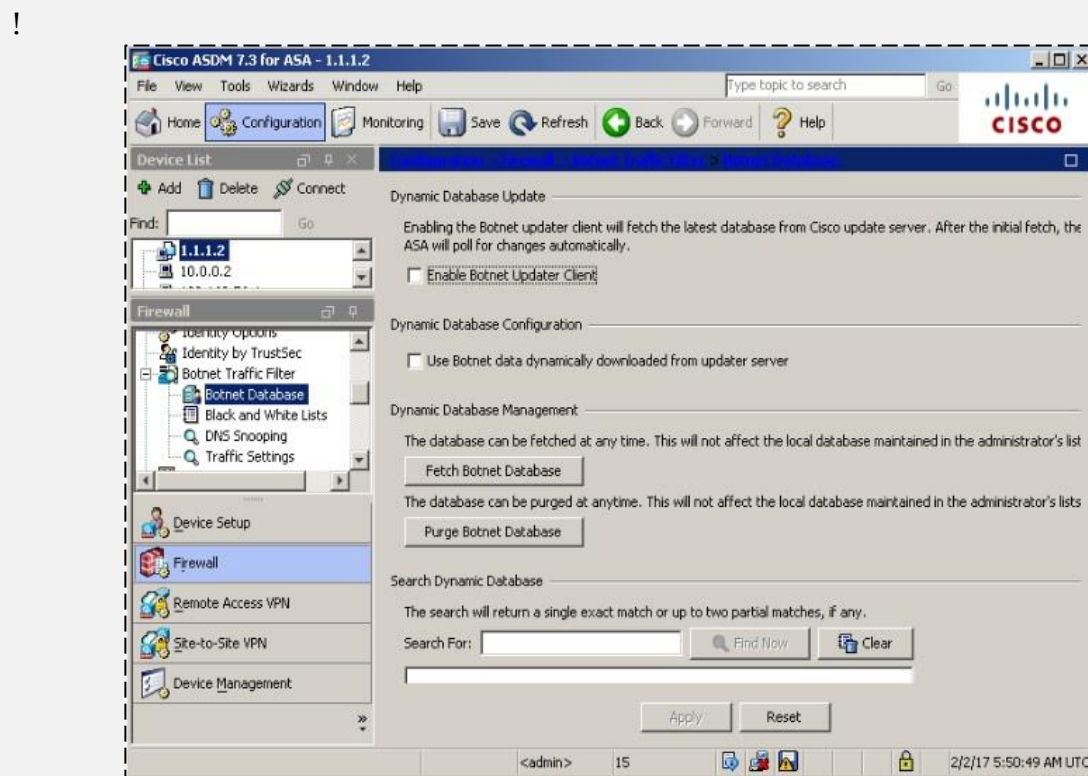 !
Cisco ASDM 7.3 for ASA - 1.1.1.2
File View Tools Wizards Window Help
Type topic to search
Go
Home Configuration Monitoring Save Refresh Back Forward Help
CISCO
Device List
Configuration > Firewall > Botnet Traffic Filter > Botnet Database
Add Delete Connect
Find:
Go
1.1.1.2
10.0.0.2
Firewall
Identity Options
Identity by TrustSec
Botnet Traffic Filter
Botnet Database
Black and White Lists
DNS Snooping
Traffic Settings
Device Setup
Firewall
Remote Access VPN
Site-to-Site VPN
Device Management
Dynamic Database Update
Enabling the Botnet updater client will fetch the latest database from Cisco update server. After the initial fetch, the
ASA will poll for changes automatically.
Enable Botnet Updater Client
Dynamic Database Configuration
Use Botnet data dynamically downloaded from updater server
Dynamic Database Management
The database can be fetched at any time. This will not affect the local database maintained in the administrator's list
Fetch Botnet Database
The database can be purged at anytime. This will not affect the local database maintained in the administrator's lists
Purge Botnet Database
Search Dynamic Database
The search will return a single exact match or up to two partial matches, if any.
Search For:
Find Now
Clear
Apply
Reset
<admin> 15 2/2/17 5:50:49 AM UTC